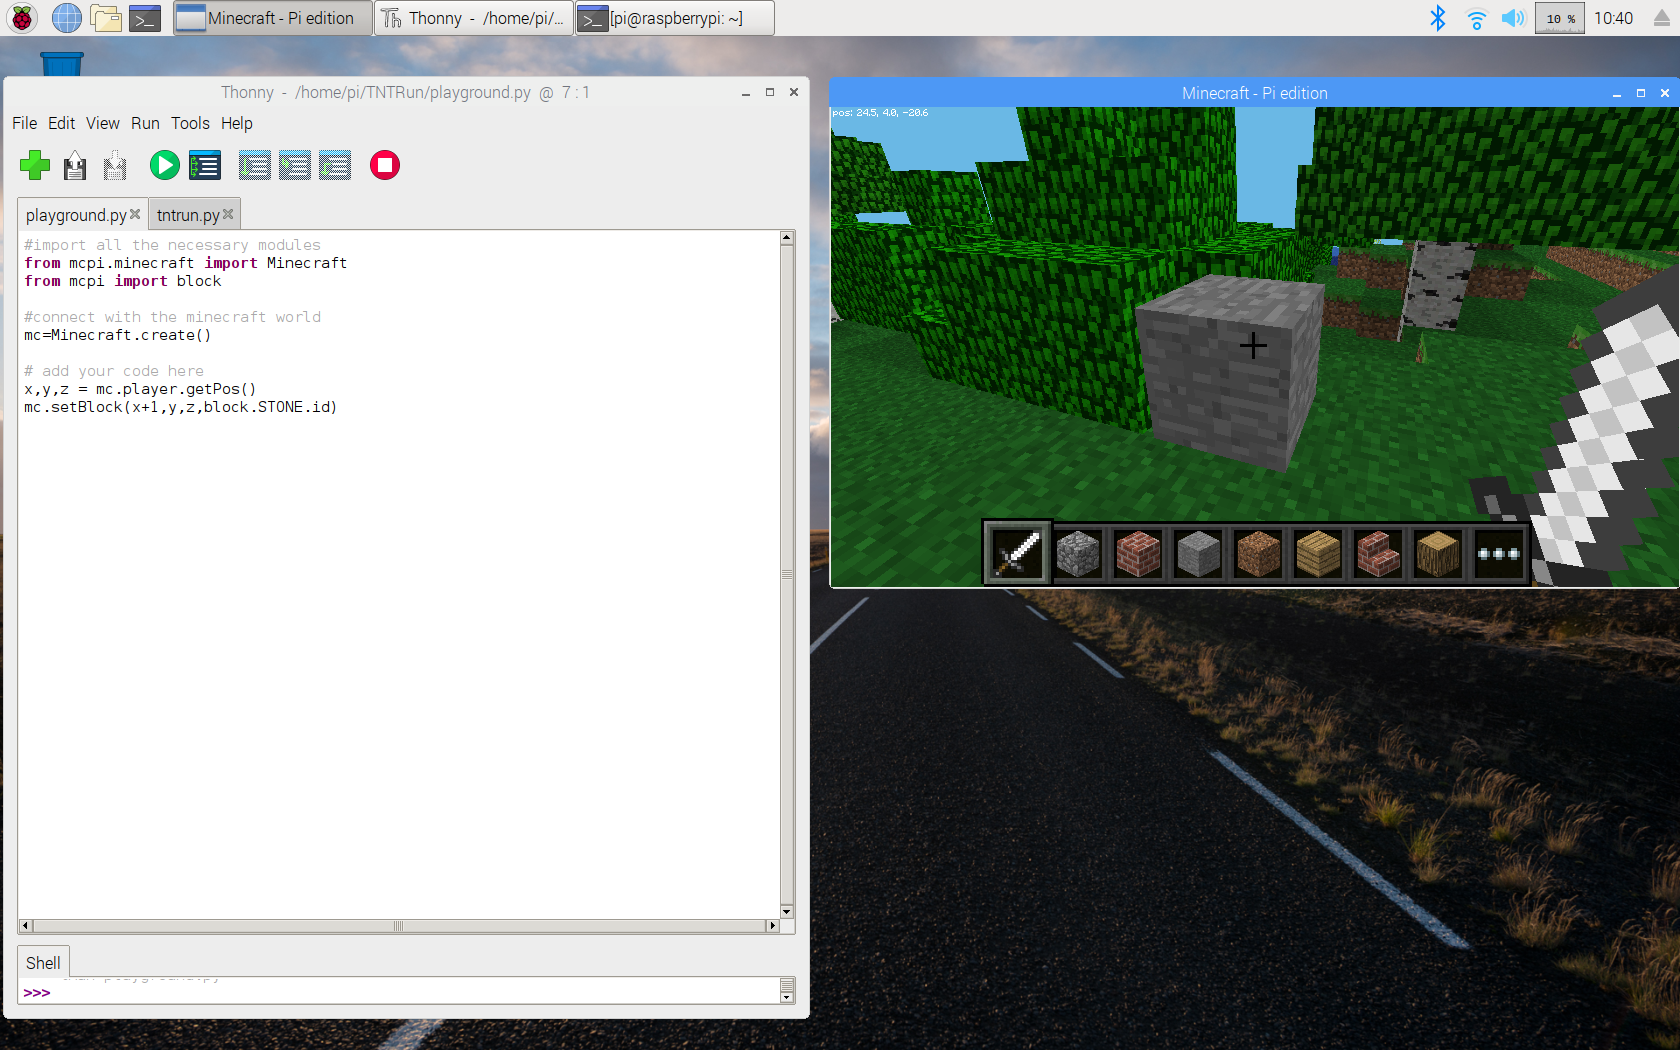 Minecraft - Pi edition
Thonny - /home/pi/...
[pi@raspberrypi: ~]
10 %
10:40
Thonny - /home/pi/TNTRun/playground.py @ 7 : 1
File Edit View Run Tools Help
playground.py
tntrun.py
#import all the necessary modules
from mcpi.minecraft import Minecraft
from mcpi import block
#connect with the minecraft world
mc=Minecraft.create()
# add your code here
x,y,z = mc.player.getPos()
mc.setBlock(x+1,y,z,block.STONE.id)
Shell
>>>
Minecraft - Pi edition
pos: 24.5, 4.0, -20.6